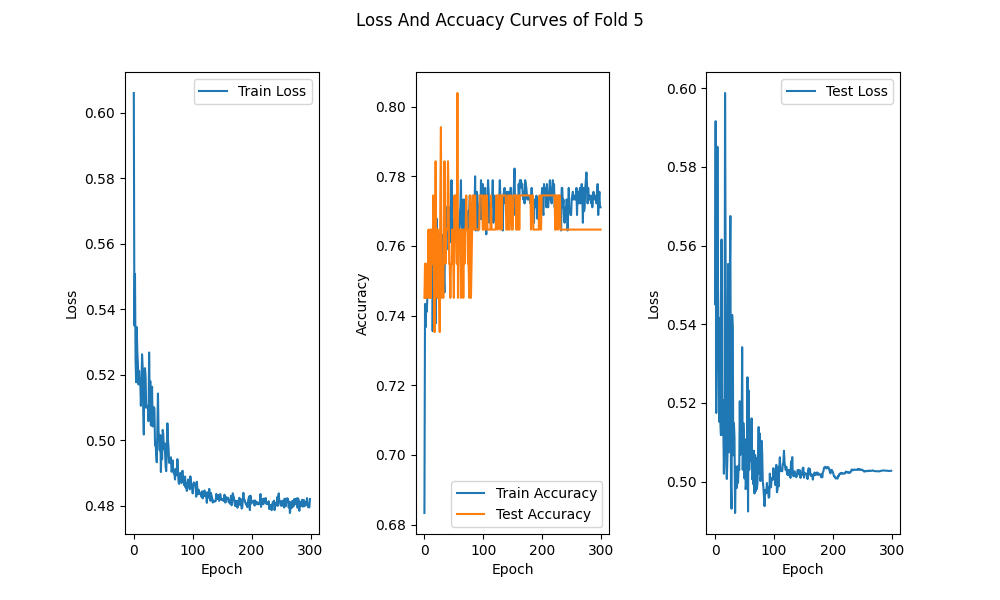 Loss And Accuacy Curves of Fold 5
Loss
0.60
0.58
0.56
0.54
0.52
0.50
0.48
0
100
200
300
Epoch
Train Loss
Accuracy
0.80
0.78
0.76
0.74
0.72
0.70
0.68
0
100
200
300
Epoch
Train Accuracy
Test Accuracy
Loss
0.60
0.58
0.56
0.54
0.52
0.50
0
100
200
300
Epoch
Test Loss